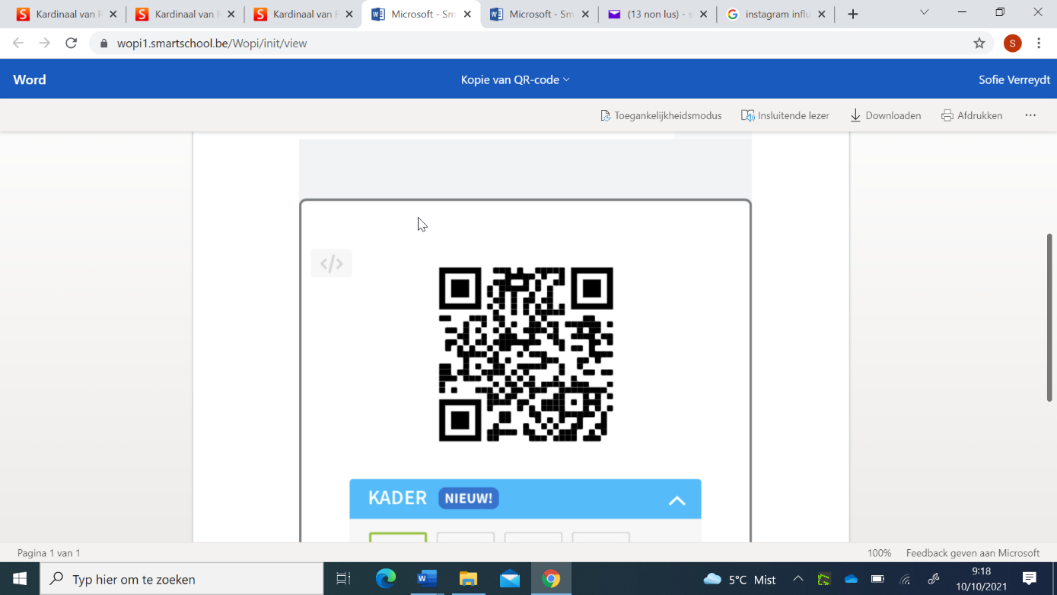 Kardinaal van R
Kardinaal van R
Kardinaal van R
Microsoft - Sm
Microsoft - Sm
(13 non lus) - s
instagram influ
wopi1.smartschool.be/Wopi/init/view
S
Word
Kopie van QR-code
Sofie Verreydt
Toegankelijkheidsmodus
Insluitende lezer
Downloaden
Afdrukken
</>
KADER NIEUW!
Pagina 1 van 1
100%
Feedback geven aan Microsoft
Typ hier om te zoeken
5°C Mist
9:18
10/10/2021